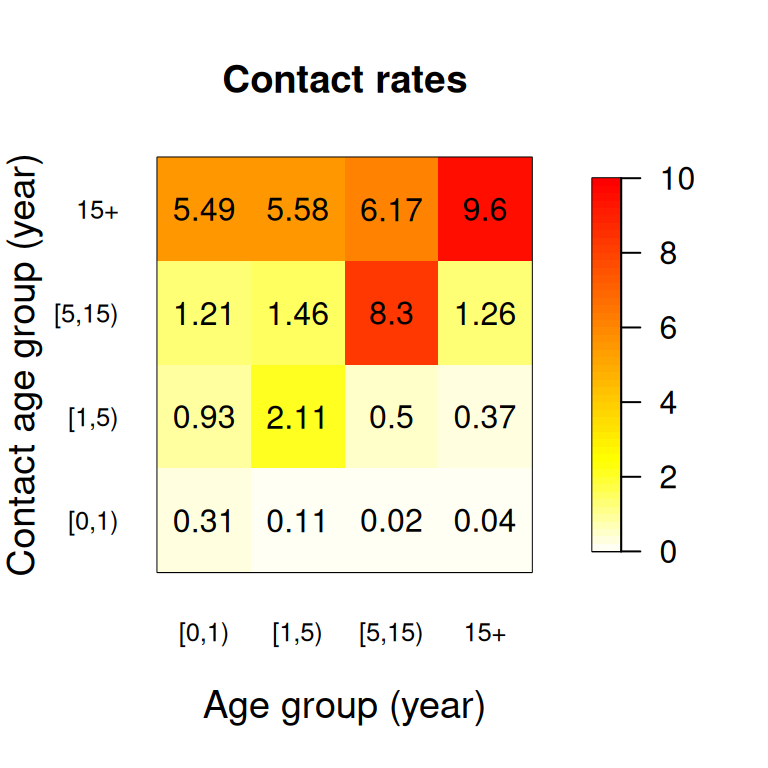 Contact rates
Contact age group (year)
15+ 5.49 5.58 6.17 9.6
[5,15) 1.21 1.46 8.3 1.26
[1,5) 0.93 2.11 0.5 0.37
[0,1) 0.31 0.11 0.02 0.04
[0,1) [1,5) [5,15) 15+
Age group (year)
10
8
6
4
2
0